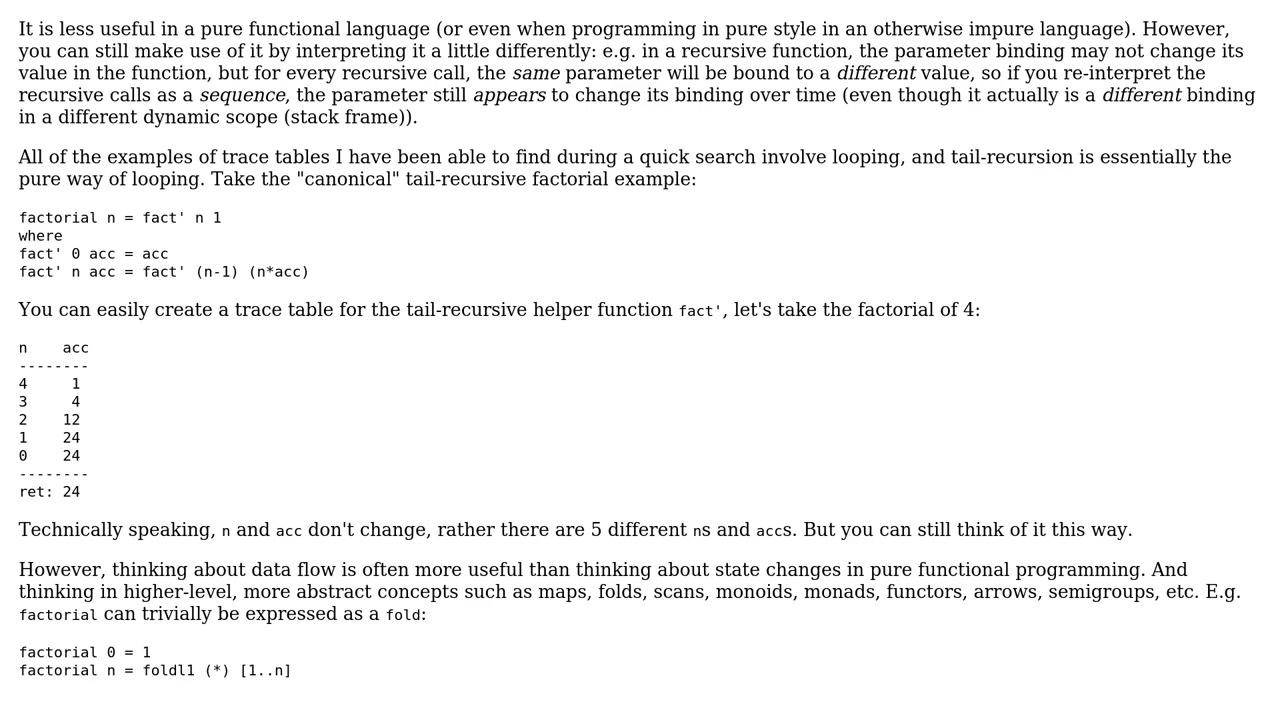 It is less useful in a pure functional language (or even when programming in pure style in an otherwise impure language). However,
you can still make use of it by interpreting it a little differently: e.g. in a recursive function, the parameter binding may not change its
value in the function, but for every recursive call, the same parameter will be bound to a different value, so if you re-interpret the
recursive calls as a sequence, the parameter still appears to change its binding over time (even though it actually is a different binding
in a different dynamic scope (stack frame)).
All of the examples of trace tables I have been able to find during a quick search involve looping, and tail-recursion is essentially the
pure way of looping. Take the "canonical" tail-recursive factorial example:
factorial n = fact' n 1
where
fact' 0 acc = acc
fact' n acc = fact' (n-1) (n*acc)
You can easily create a trace table for the tail-recursive helper function fact', let's take the factorial of 4:
n    acc
--------
4     1
3     4
2    12
1    24
0    24
--------
ret: 24
Technically speaking, n and acc don't change, rather there are 5 different ns and accs. But you can still think of it this way.
However, thinking about data flow is often more useful than thinking about state changes in pure functional programming. And
thinking in higher-level, more abstract concepts such as maps, folds, scans, monoids, monads, functors, arrows, semigroups, etc. E.g.
factorial can trivially be expressed as a fold:
factorial 0 = 1
factorial n = foldl1 (*) [1..n]